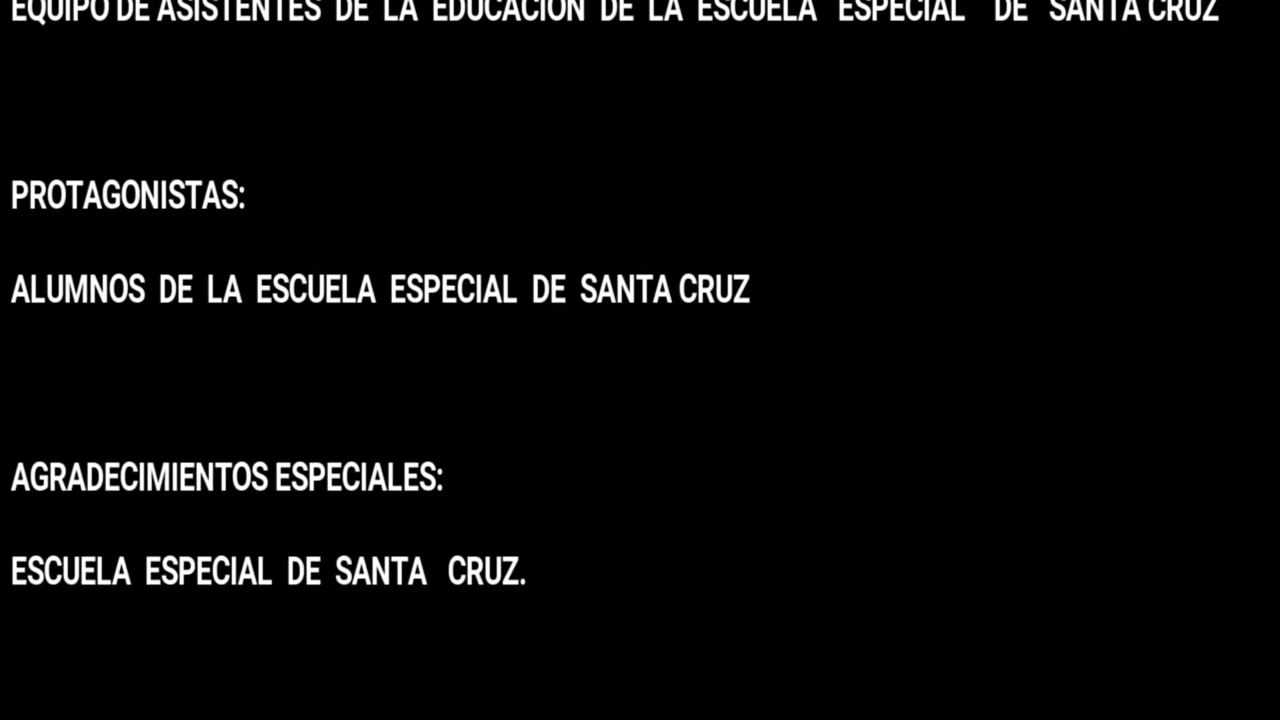 EQUIPO DE ASISTENTES DE LA EDUCACION DE LA ESCUELA ESPECIAL DE SANTA CRUZ
PROTAGONISTAS:
ALUMNOS DE LA ESCUELA ESPECIAL DE SANTA CRUZ
AGRADECIMIENTOS ESPECIALES:
ESCUELA ESPECIAL DE SANTA CRUZ.